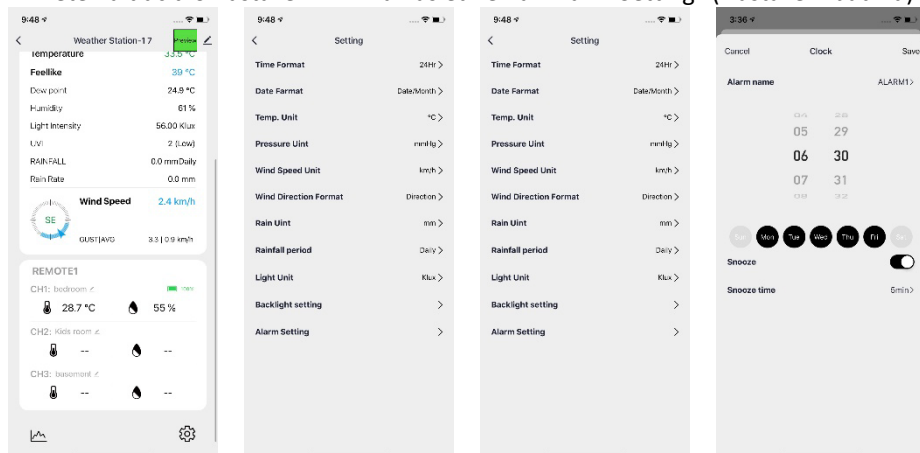 9:48
Weather Station-17
Preview
Temperature 33.5 °C
Feellike 39 °C
Dew point 24.9 °C
Humidity 61 %
Light Intensity 56.00 Klux
UVI 2 (Low)
RAINFALL 0.0 mmDaily
Rain Rate 0.0 mm
Wind Speed 2.4 km/h
SE
GUST|AVG 3.3 | 0.9 km/h
REMOTE1
CH1: bedroom
28.7 °C 55 %
CH2: Kids room
-- --
CH3: basement
-- --
9:48
Setting
Time Format 24Hr >
Date Farmat Date/Month >
Temp. Unit °C >
Pressure Uint mmHg >
Wind Speed Unit km/h >
Wind Direction Format Direction >
Rain Uint mm >
Rainfall period Daily >
Light Unit Klux >
Backlight setting >
Alarm Setting >
9:48
Setting
Time Format 24Hr >
Date Farmat Date/Month >
Temp. Unit °C >
Pressure Uint mmHg >
Wind Speed Unit km/h >
Wind Direction Format Direction >
Rain Uint mm >
Rainfall period Daily >
Light Unit Klux >
Backlight setting >
Alarm Setting >
3:36
Cancel Clock Save
Alarm name ALARM1>
05 29
06 30
07 31
Mon Tue Wed Thu Fri
Snooze
Snooze time 5min>